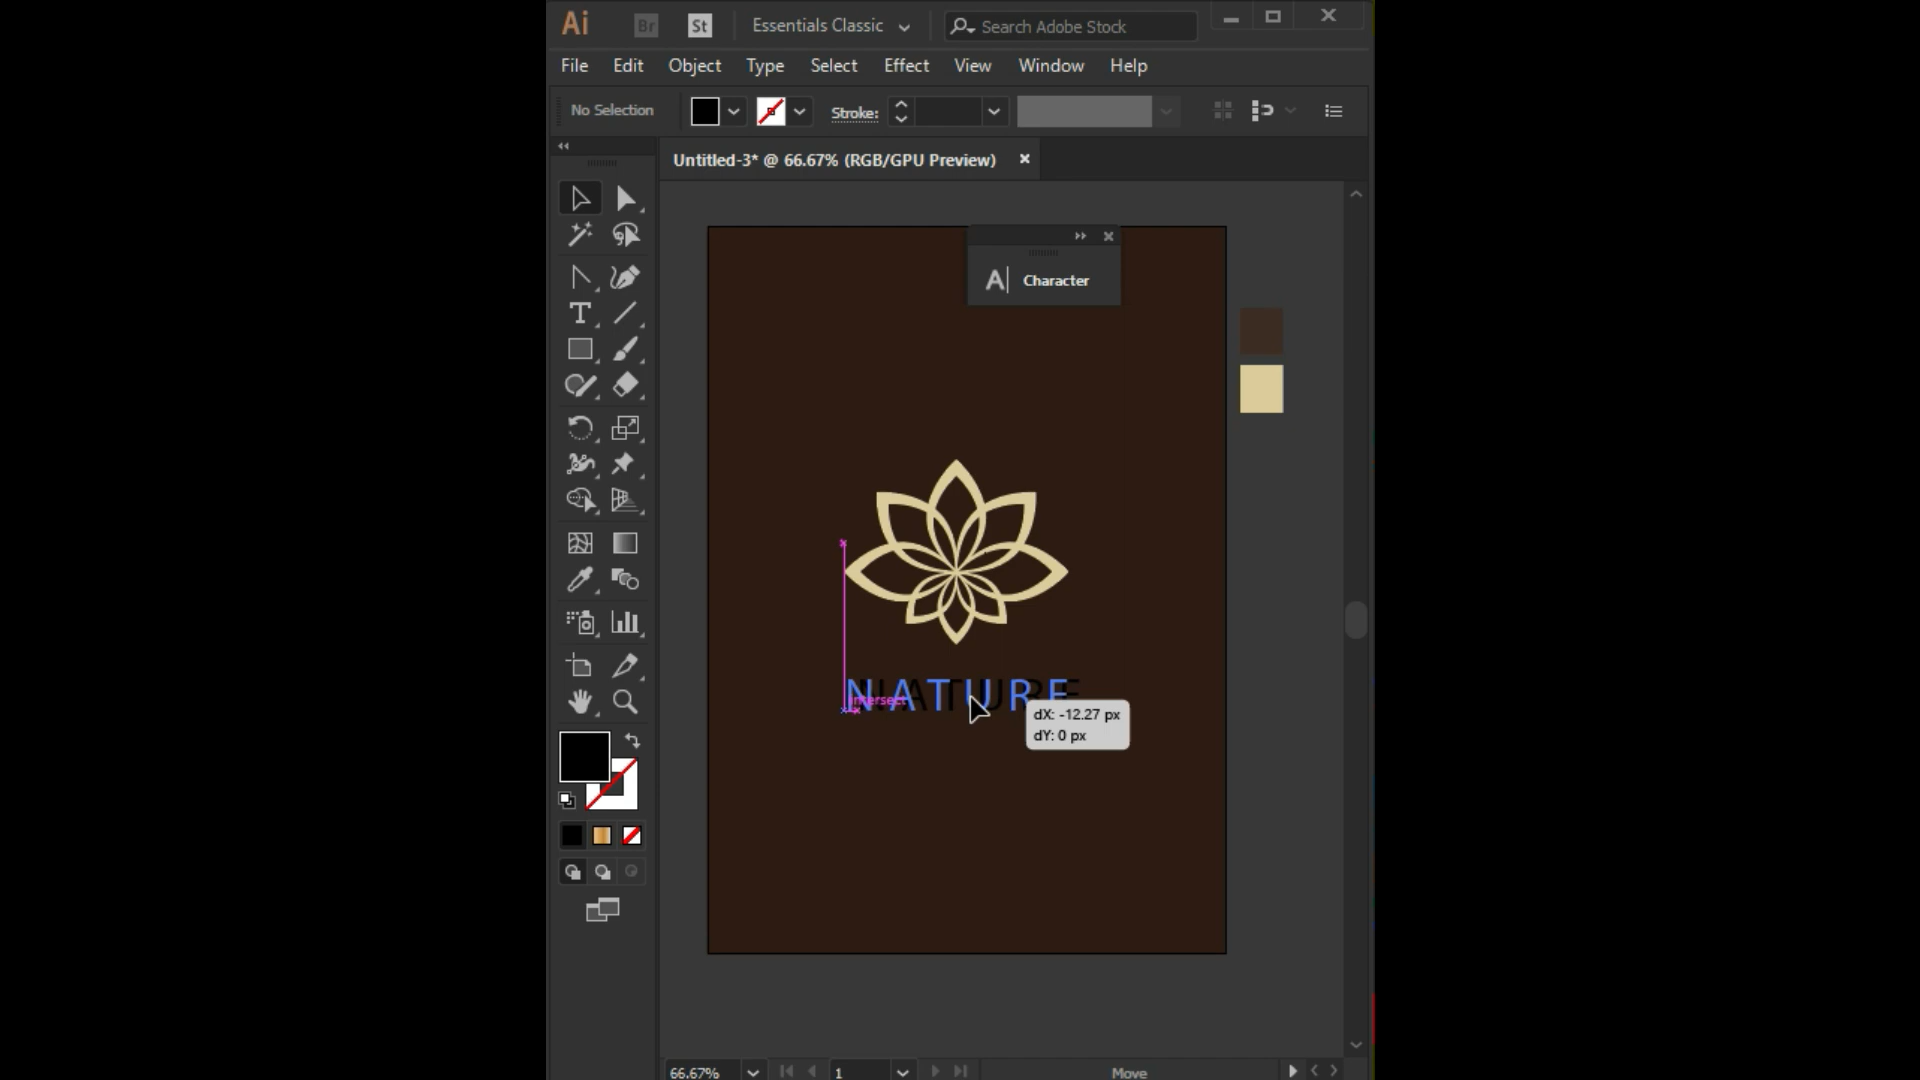 Ai Br St Essentials Classic Search Adobe Stock
File Edit Object Type Select Effect View Window Help
No Selection Stroke:
Untitled-3* @ 66.67% (RGB/GPU Preview)
A Character
NATURE
intersect
dX: -12.27 px
dY: 0 px
66.67% 1 Move